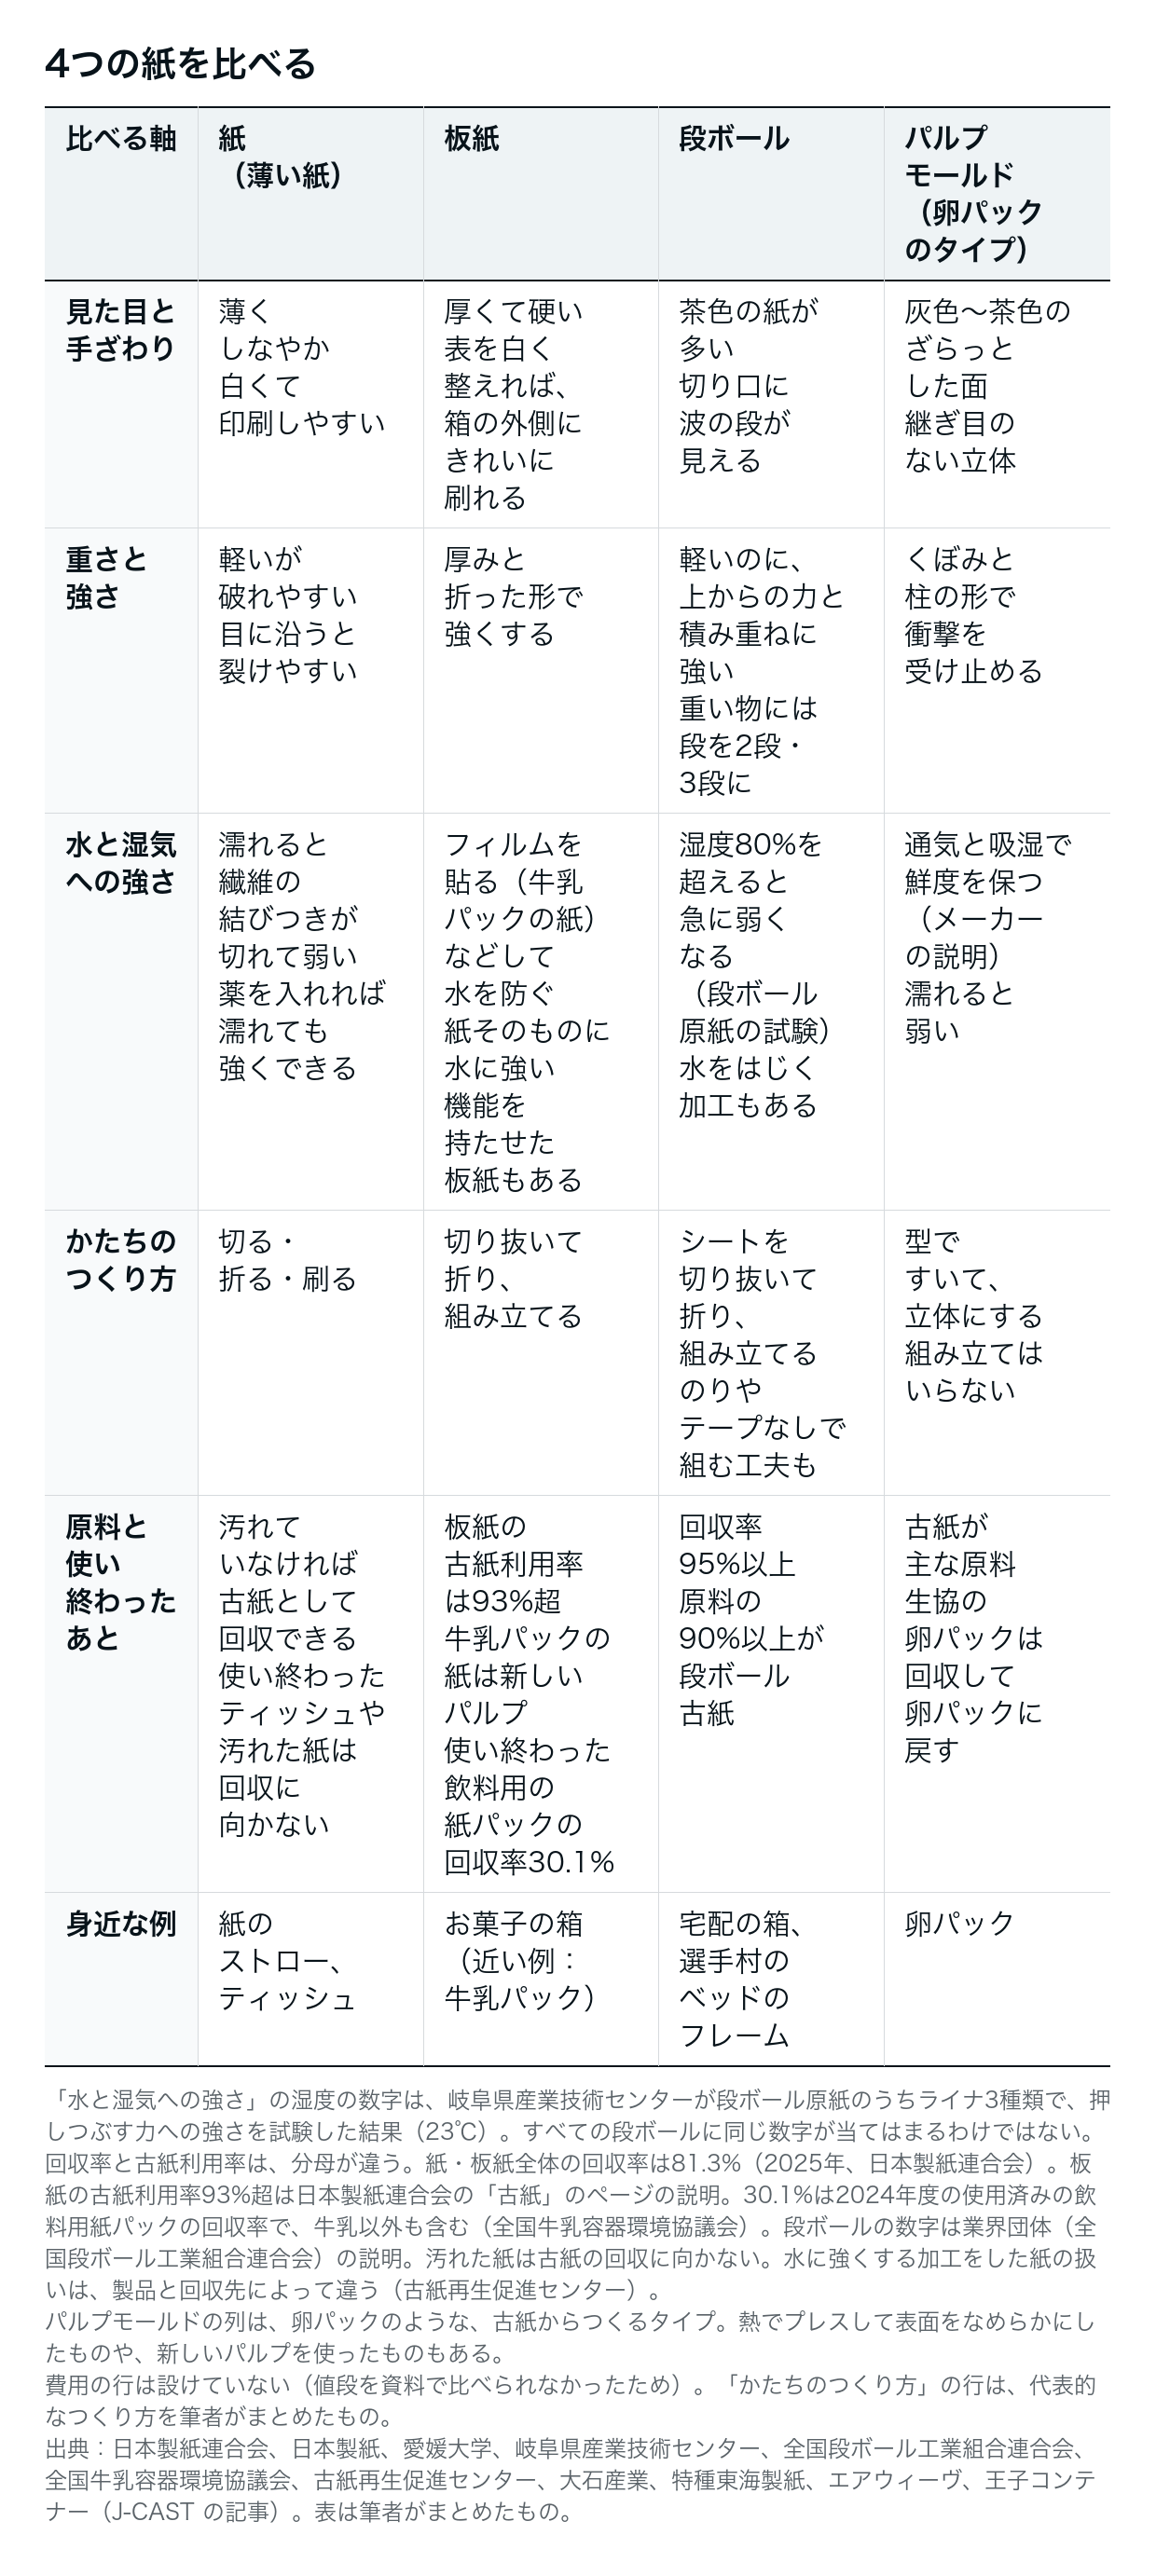 4つの紙を比べる
比べる軸
紙
（薄い紙）
板紙
段ボール
パルプ
モールド
（卵パック
のタイプ）
見た目と
手ざわり
薄く
しなやか
白くて
印刷しやすい
厚くて硬い
表を白く
整えれば、
箱の外側に
きれいに
刷れる
茶色の紙が
多い
切り口に
波の段が
見える
灰色〜茶色の
ざらっと
した面
継ぎ目の
ない立体
重さと
強さ
軽いが
破れやすい
目に沿うと
裂けやすい
厚みと
折った形で
強くする
軽いのに、
上からの力と
積み重ねに
強い
重い物には
段を2段・
3段に
くぼみと
柱の形で
衝撃を
受け止める
水と湿気
への強さ
濡れると
繊維の
結びつきが
切れて弱い
薬を入れれば
濡れても
強くできる
フィルムを
貼る（牛乳
パックの紙）
などして
水を防ぐ
紙そのものに
水に強い
機能を
持たせた
板紙もある
湿度80%を
超えると
急に弱く
なる
（段ボール
原紙の試験）
水をはじく
加工もある
通気と吸湿で
鮮度を保つ
（メーカー
の説明）
濡れると
弱い
かたちの
つくり方
切る・
折る・刷る
切り抜いて
折り、
組み立てる
シートを
切り抜いて
折り、
組み立てる
のりや
テープなしで
組む工夫も
型で
すいて、
立体にする
組み立ては
いらない
原料と
使い
終わった
あと
汚れて
いなければ
古紙として
回収できる
使い終わった
ティッシュや
汚れた紙は
回収に
向かない
板紙の
古紙利用率
は93%超
牛乳パックの
紙は新しい
パルプ
使い終わった
飲料用の
紙パックの
回収率30.1%
回収率
95%以上
原料の
90%以上が
段ボール
古紙
古紙が
主な原料
生協の
卵パックは
回収して
卵パックに
戻す
身近な例
紙の
ストロー、
ティッシュ
お菓子の箱
（近い例：
牛乳パック）
宅配の箱、
選手村の
ベッドの
フレーム
卵パック
「水と湿気への強さ」の湿度の数字は、岐阜県産業技術センターが段ボール原紙のうちライナ3種類で、押
しつぶす力への強さを試験した結果（23℃）。すべての段ボールに同じ数字が当てはまるわけではない。
回収率と古紙利用率は、分母が違う。紙・板紙全体の回収率は81.3%（2025年、日本製紙連合会）。板
紙の古紙利用率93%超は日本製紙連合会の「古紙」のページの説明。30.1%は2024年度の使用済みの飲
料用紙パックの回収率で、牛乳以外も含む（全国牛乳容器環境協議会）。段ボールの数字は業界団体（全
国段ボール工業組合連合会）の説明。汚れた紙は古紙の回収に向かない。水に強くする加工をした紙の扱
いは、製品と回収先によって違う（古紙再生促進センター）。
パルプモールドの列は、卵パックのような、古紙からつくるタイプ。熱でプレスして表面をなめらかにし
たものや、新しいパルプを使ったものもある。
費用の行は設けていない（値段を資料で比べられなかったため）。「かたちのつくり方」の行は、代表的
なつくり方を筆者がまとめたもの。
出典：日本製紙連合会、日本製紙、愛媛大学、岐阜県産業技術センター、全国段ボール工業組合連合会、
全国牛乳容器環境協議会、古紙再生促進センター、大石産業、特種東海製紙、エアウィーヴ、王子コンテ
ナー（J-CAST の記事）。表は筆者がまとめたもの。